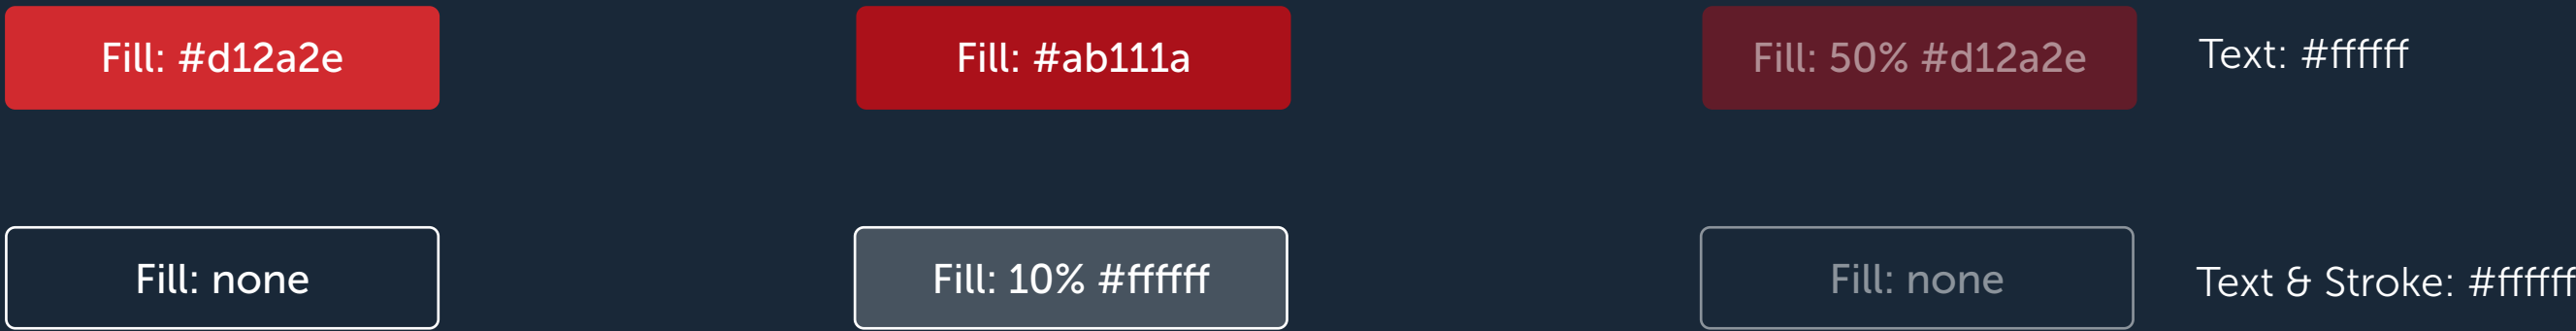 Fill: #d12a2e
Fill: #ab111a
Fill: 50% #d12a2e
Text: #ffffff
Fill: none
Fill: 10% #ffffff
Fill: none
Text & Stroke: #ffffff